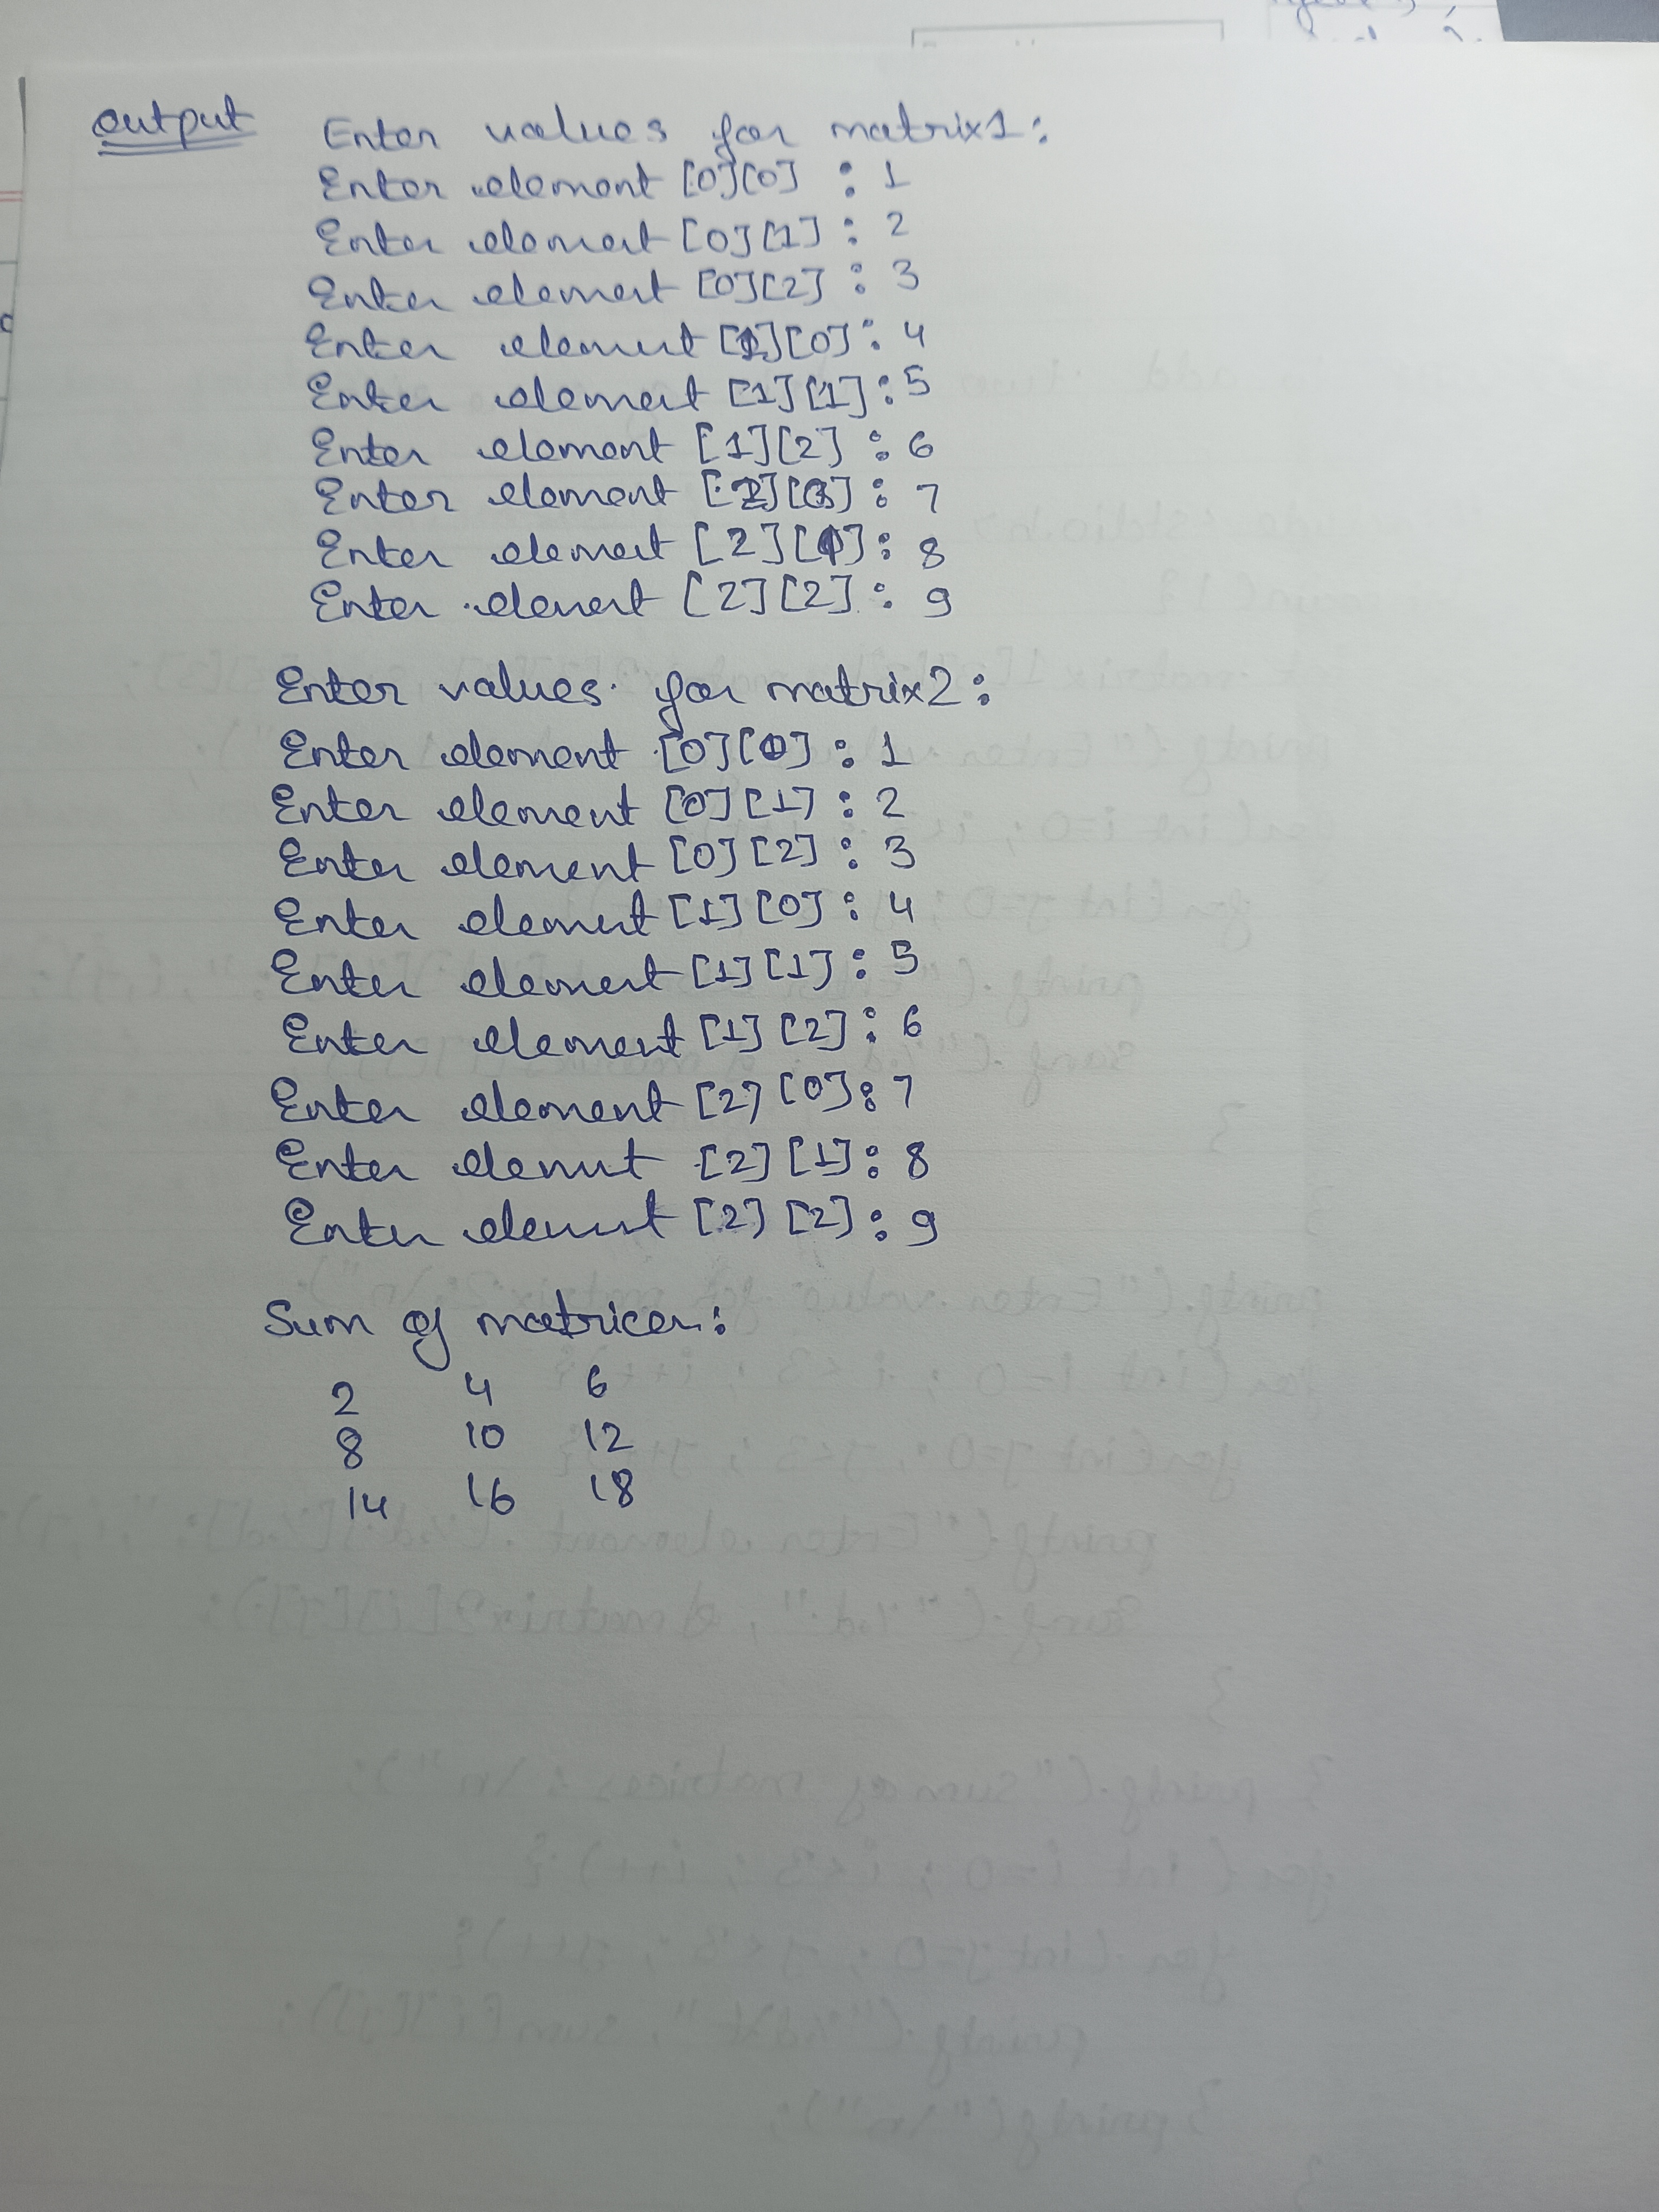 output Enter values for matrix1:
Enter element [0][0] : 1
Enter element [0][1] : 2
Enter element [0][2] : 3
Enter element [1][0] : 4
Enter element [1][1] : 5
Enter element [1][2] : 6
Enter element [2][0] : 7
Enter element [2][1] : 8
Enter element [2][2] : 9
Enter values for matrix2:
Enter element [0][0] : 1
Enter element [0][1] : 2
Enter element [0][2] : 3
Enter element [1][0] : 4
Enter element [1][1] : 5
Enter element [1][2] : 6
Enter element [2][0] : 7
Enter element [2][1] : 8
Enter element [2][2] : 9
Sum of matrices:
2 4 6
8 10 12
14 16 18